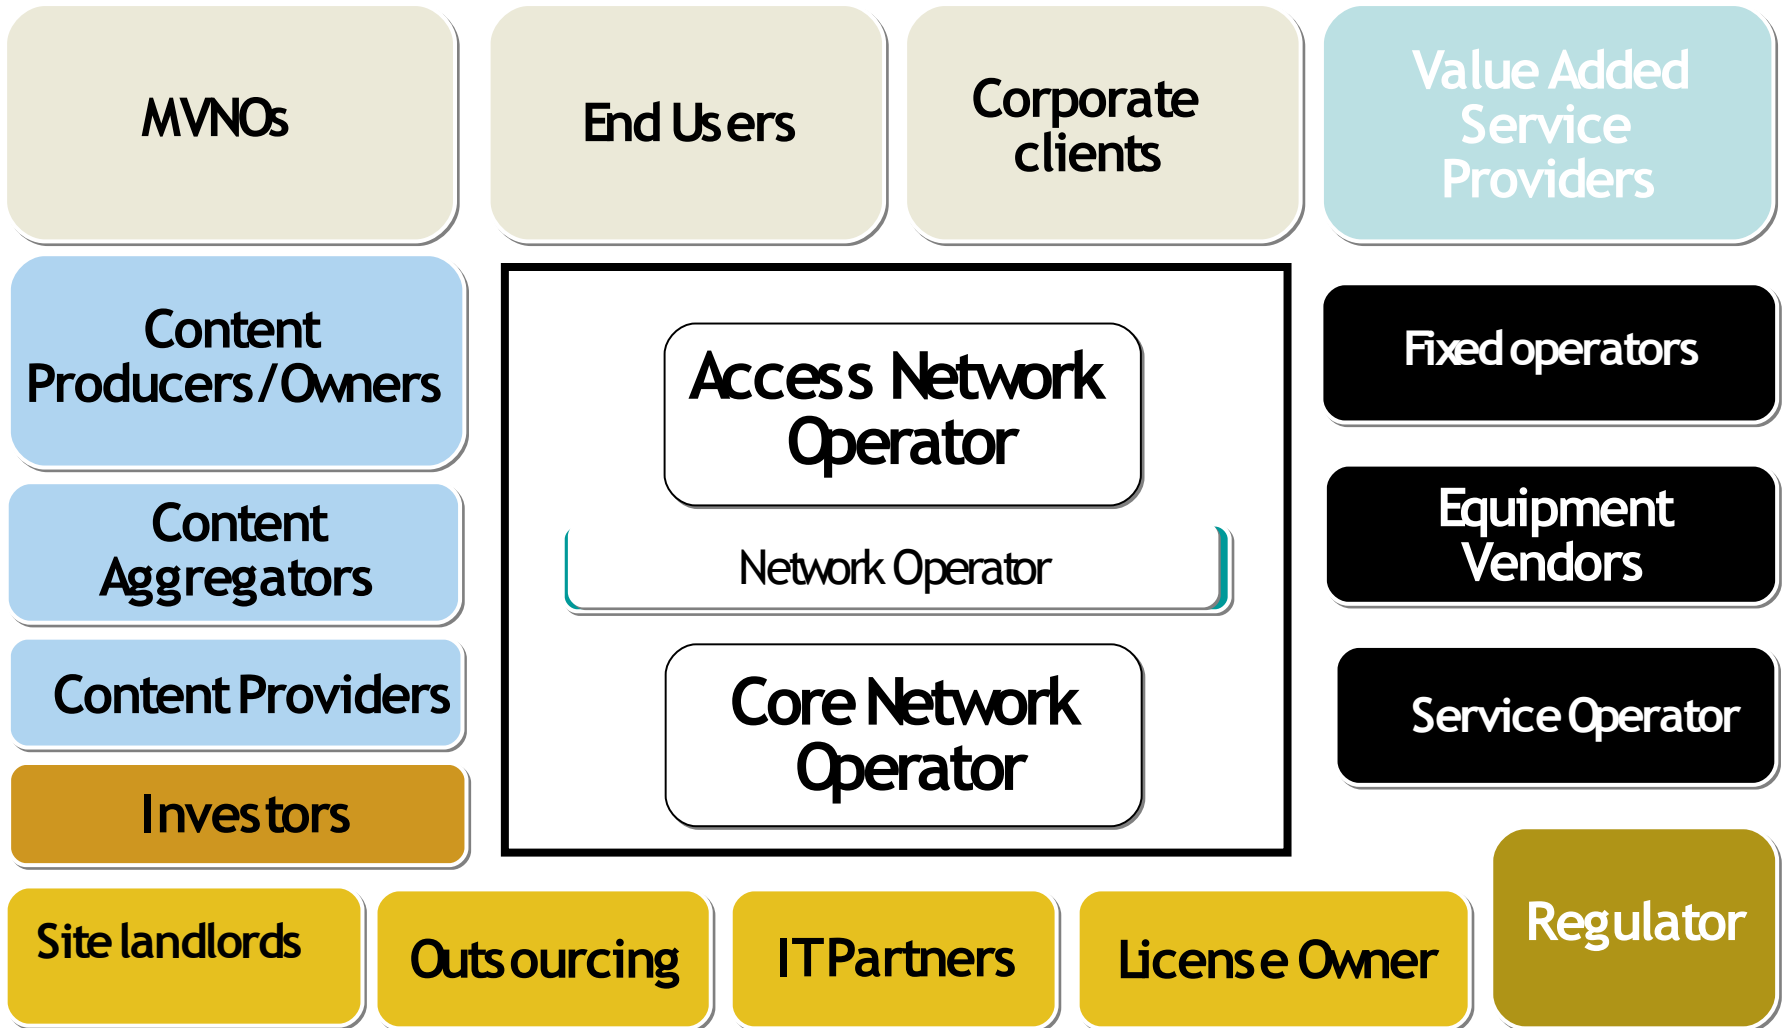 MVNOs
End Users
Corporate
clients
Value Added
Service
Providers
Content
Producers/Owners
Access Network
Operator
Fixed operators
Content
Aggregators
Network Operator
Equipment
Vendors
Content Providers
Core Network
Operator
Service Operator
Investors
Site landlords
Outsourcing
IT Partners
License Owner
Regulator